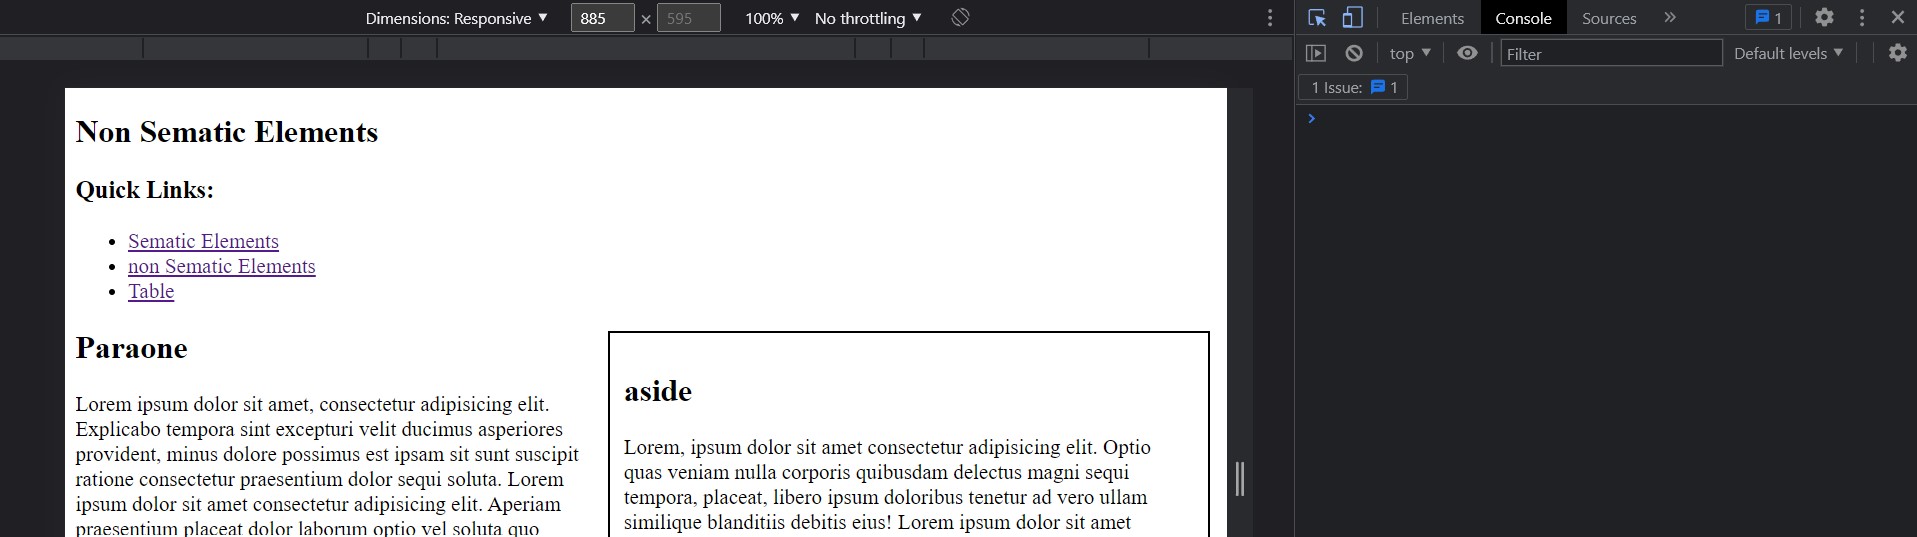 Dimensions: Responsive ▼ 885 × 595 100% ▼ No throttling ▼
Elements Console Sources » 1
top ▼ Filter Default levels ▼
1 Issue: 1
Non Sematic Elements
Quick Links:
• Sematic Elements
• non Sematic Elements
• Table
Paraone
Lorem ipsum dolor sit amet, consectetur adipisicing elit.
Explicabo tempora sint excepturi velit ducimus asperiores
provident, minus dolore possimus est ipsam sit sunt suscipit
ratione consectetur praesentium dolor sequi soluta. Lorem
ipsum dolor sit amet consectetur adipisicing elit. Aperiam
praesentium placeat dolor laborum optio vel soluta quo
aside
Lorem, ipsum dolor sit amet consectetur adipisicing elit. Optio
quas veniam nulla corporis quibusdam delectus magni sequi
tempora, placeat, libero ipsum doloribus tenetur ad vero ullam
similique blanditiis debitis eius! Lorem ipsum dolor sit amet